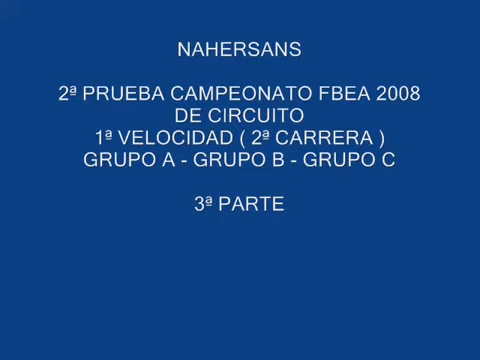 NAHERSANS
2ª PRUEBA CAMPEONATO FBEA 2008
DE CIRCUITO
1ª VELOCIDAD ( 2ª CARRERA )
GRUPO A - GRUPO B - GRUPO C
3ª PARTE